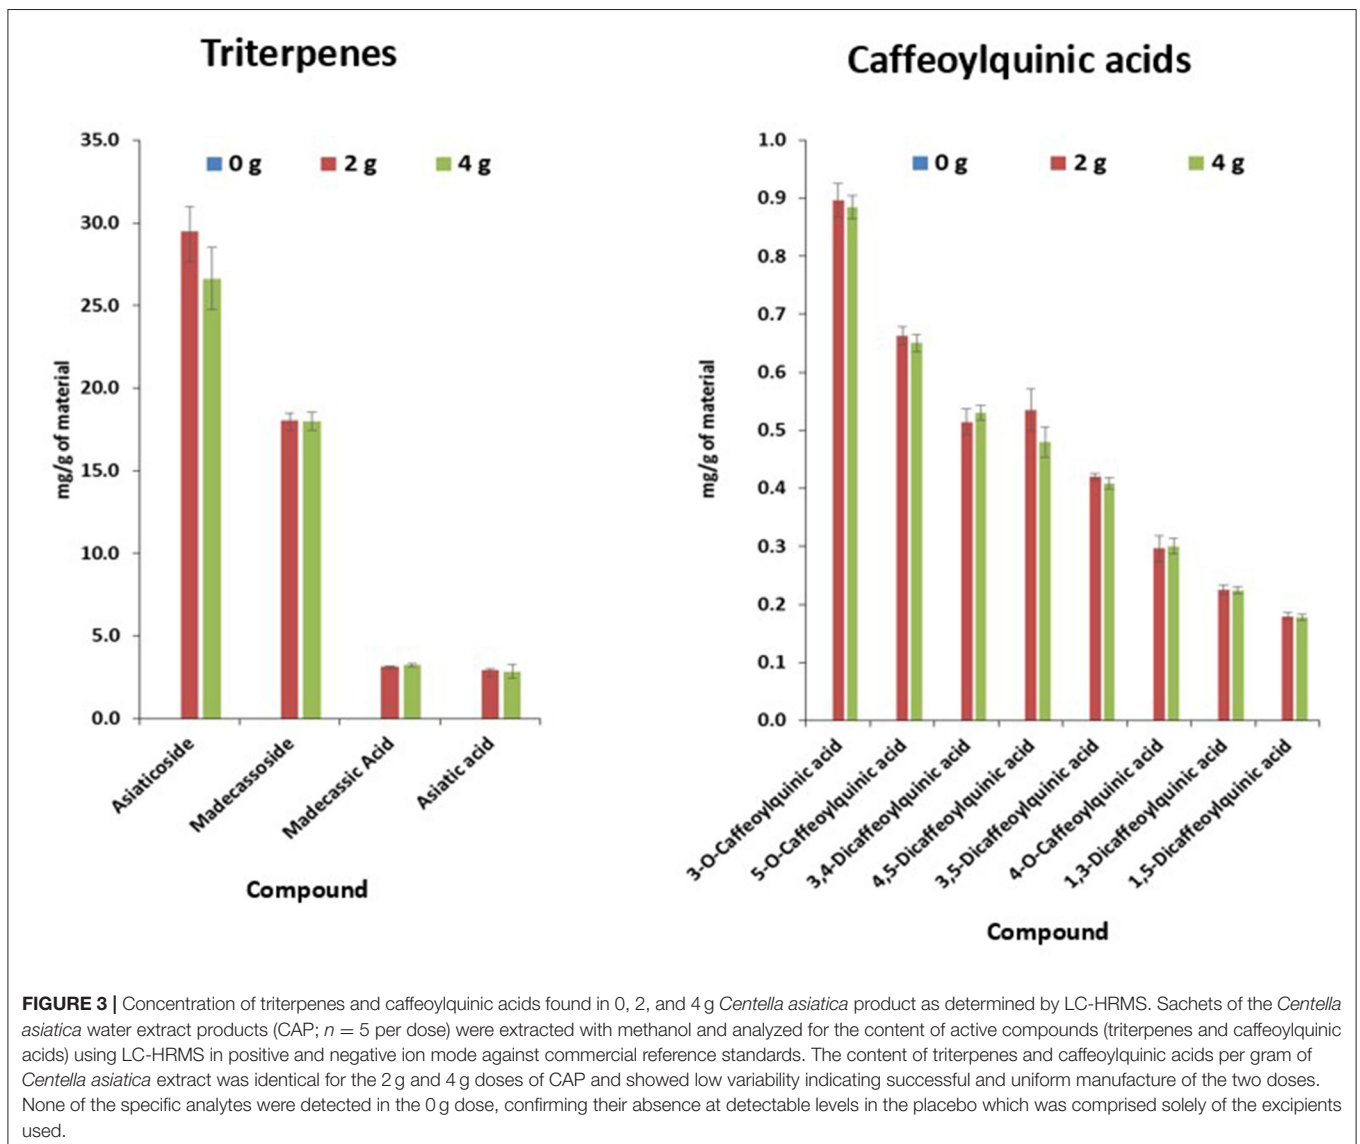 Triterpenes
35.0
30.0
25.0
20.0
15.0
10.0
5.0
0.0
mg/g of material
0 g
2 g
4 g
Asiaticoside
Madecassoside
Madecassic Acid
Asiatic acid
Compound
Caffeoylquinic acids
1.0
0.9
0.8
0.7
0.6
0.5
0.4
0.3
0.2
0.1
0.0
mg/g of material
0 g
2 g
4 g
3-O-Caffeoylquinic acid
5-O-Caffeoylquinic acid
3,4-Dicaffeoylquinic acid
4,5-Dicaffeoylquinic acid
3,5-Dicaffeoylquinic acid
4-O-Caffeoylquinic acid
1,3-Dicaffeoylquinic acid
1,5-Dicaffeoylquinic acid
Compound
FIGURE 3 | Concentration of triterpenes and caffeoylquinic acids found in 0, 2, and 4 g Centella asiatica product as determined by LC-HRMS. Sachets of the Centella
asiatica water extract products (CAP; n = 5 per dose) were extracted with methanol and analyzed for the content of active compounds (triterpenes and caffeoylquinic
acids) using LC-HRMS in positive and negative ion mode against commercial reference standards. The content of triterpenes and caffeoylquinic acids per gram of
Centella asiatica extract was identical for the 2 g and 4 g doses of CAP and showed low variability indicating successful and uniform manufacture of the two doses.
None of the specific analytes were detected in the 0 g dose, confirming their absence at detectable levels in the placebo which was comprised solely of the excipients
used.